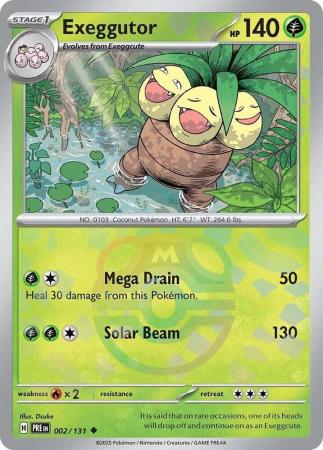 STAGE 1
Exeggutor
HP 140
Evolves from Exeggcute
NO. 0103 Coconut Pokémon HT: 6'7" WT: 264.6 lbs.
M
Mega Drain 50
Heal 30 damage from this Pokémon.
Solar Beam 130
weakness × 2 resistance retreat
Illus. Dsuke
H PRE EN 002/131
It is said that on rare occasions, one of its heads
will drop off and continue on as an Exeggcute.
©2025 Pokémon / Nintendo / Creatures / GAME FREAK